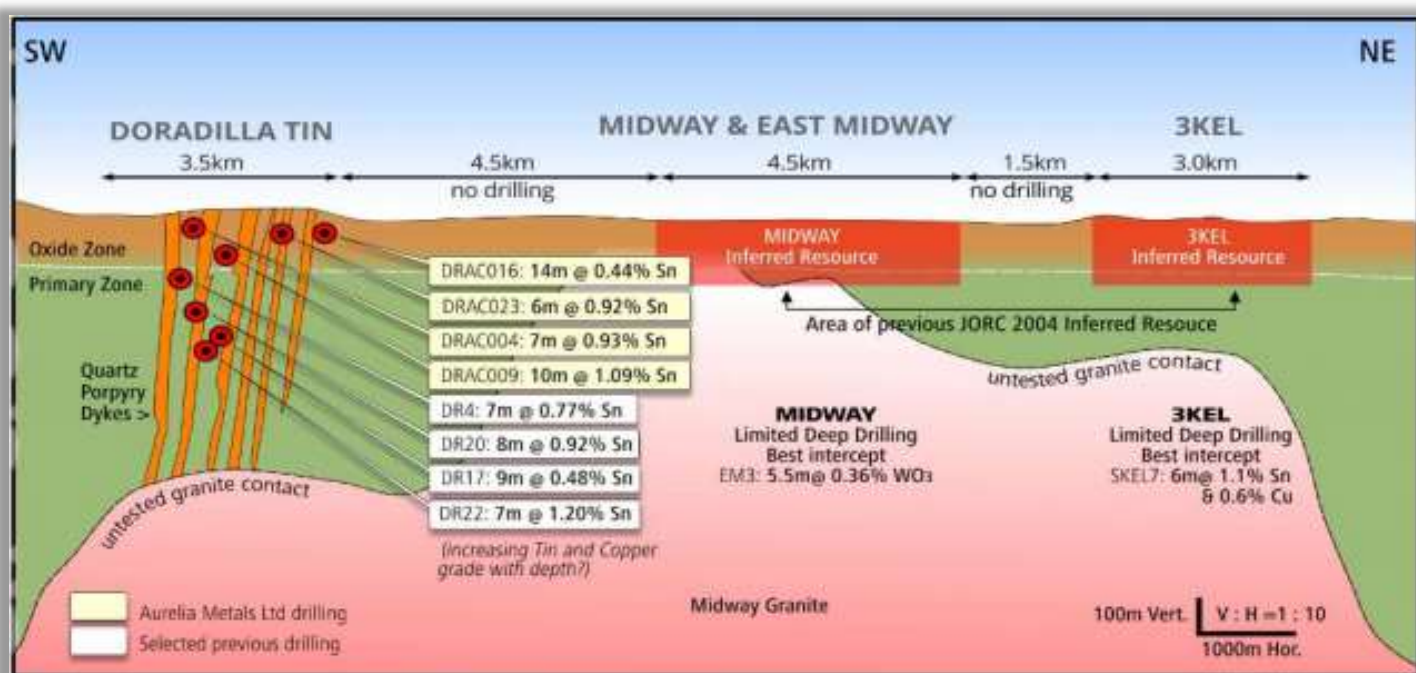 SW
NE
DORADILLA TIN
MIDWAY & EAST MIDWAY
3KEL
3.5km
4.5km
4.5km
1.5km
3.0km
no drilling
no drilling
Oxide Zone
Primary Zone
MIDWAY
Inferred Resource
3KEL
Inferred Resource
DRAC016: 14m @ 0.44% Sn
DRAC023: 6m @ 0.92% Sn
DRAC004: 7m @ 0.93% Sn
DRAC009: 10m @ 1.09% Sn
DR4: 7m @ 0.77% Sn
DR20: 8m @ 0.92% Sn
DR17: 9m @ 0.48% Sn
DR22: 7m @ 1.20% Sn
(increasing Tin and Copper
grade with depth?)
Area of previous JORC 2004 Inferred Resouce
Quartz
Porpyry
Dykes >
untested granite contact
untested granite contact
MIDWAY
Limited Deep Drilling
Best intercept
EM3: 5.5m@ 0.36% WO₃
3KEL
Limited Deep Drilling
Best intercept
SKEL7: 6m@ 1.1% Sn
& 0.6% Cu
Midway Granite
Aurelia Metals Ltd drilling
Selected previous drilling
100m Vert.
V : H =1 : 10
1000m Hor.